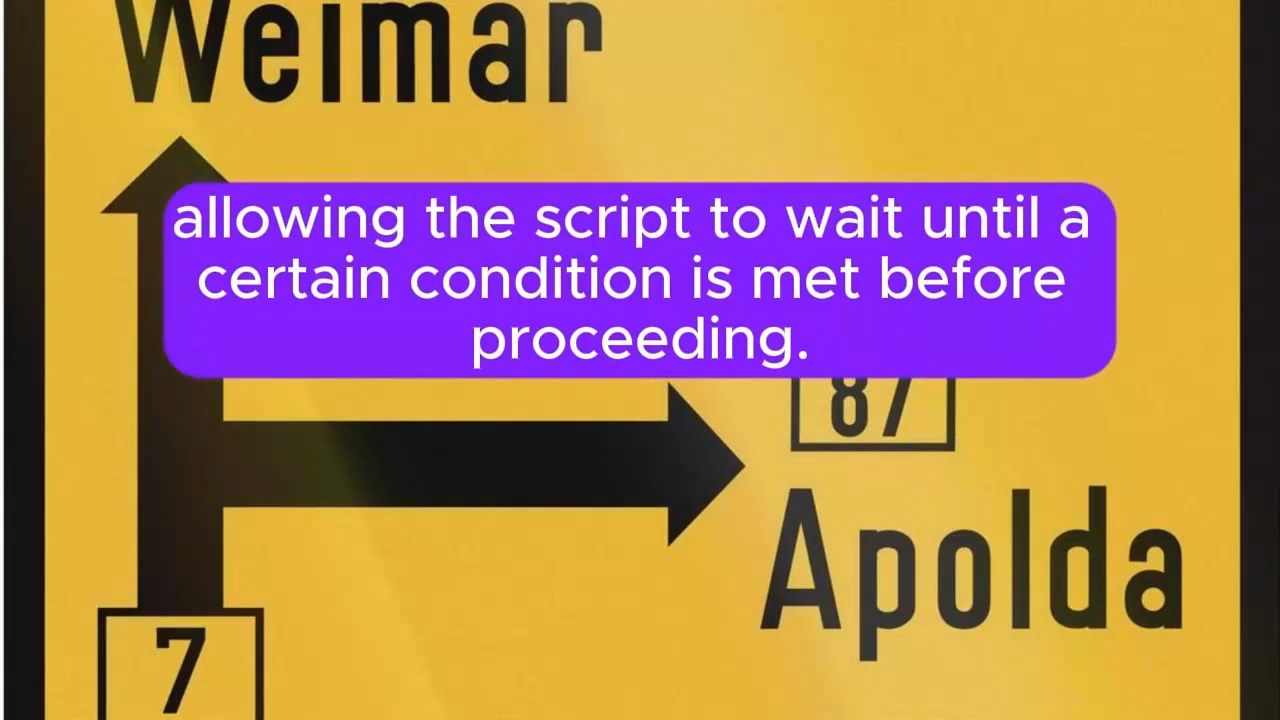 Weimar
allowing the script to wait until a
certain condition is met before
proceeding.
87
Apolda
7